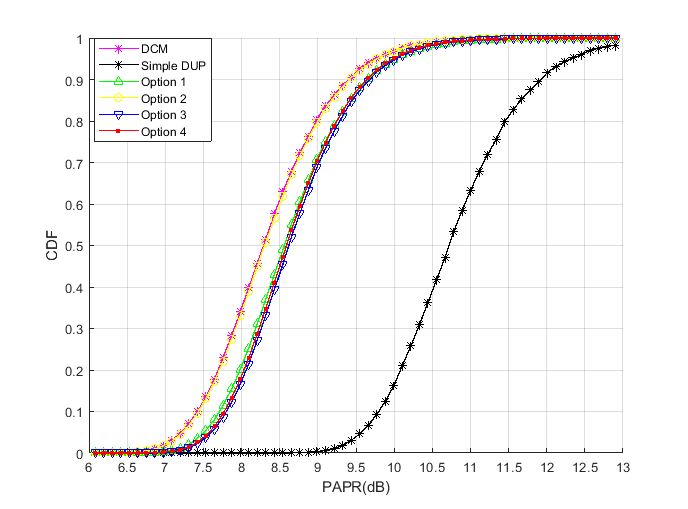 DCM
Simple DUP
Option 1
Option 2
Option 3
Option 4
1
0.9
0.8
0.7
0.6
0.5
0.4
0.3
0.2
0.1
0
CDF
6 6.5 7 7.5 8 8.5 9 9.5 10 10.5 11 11.5 12 12.5 13
PAPR(dB)